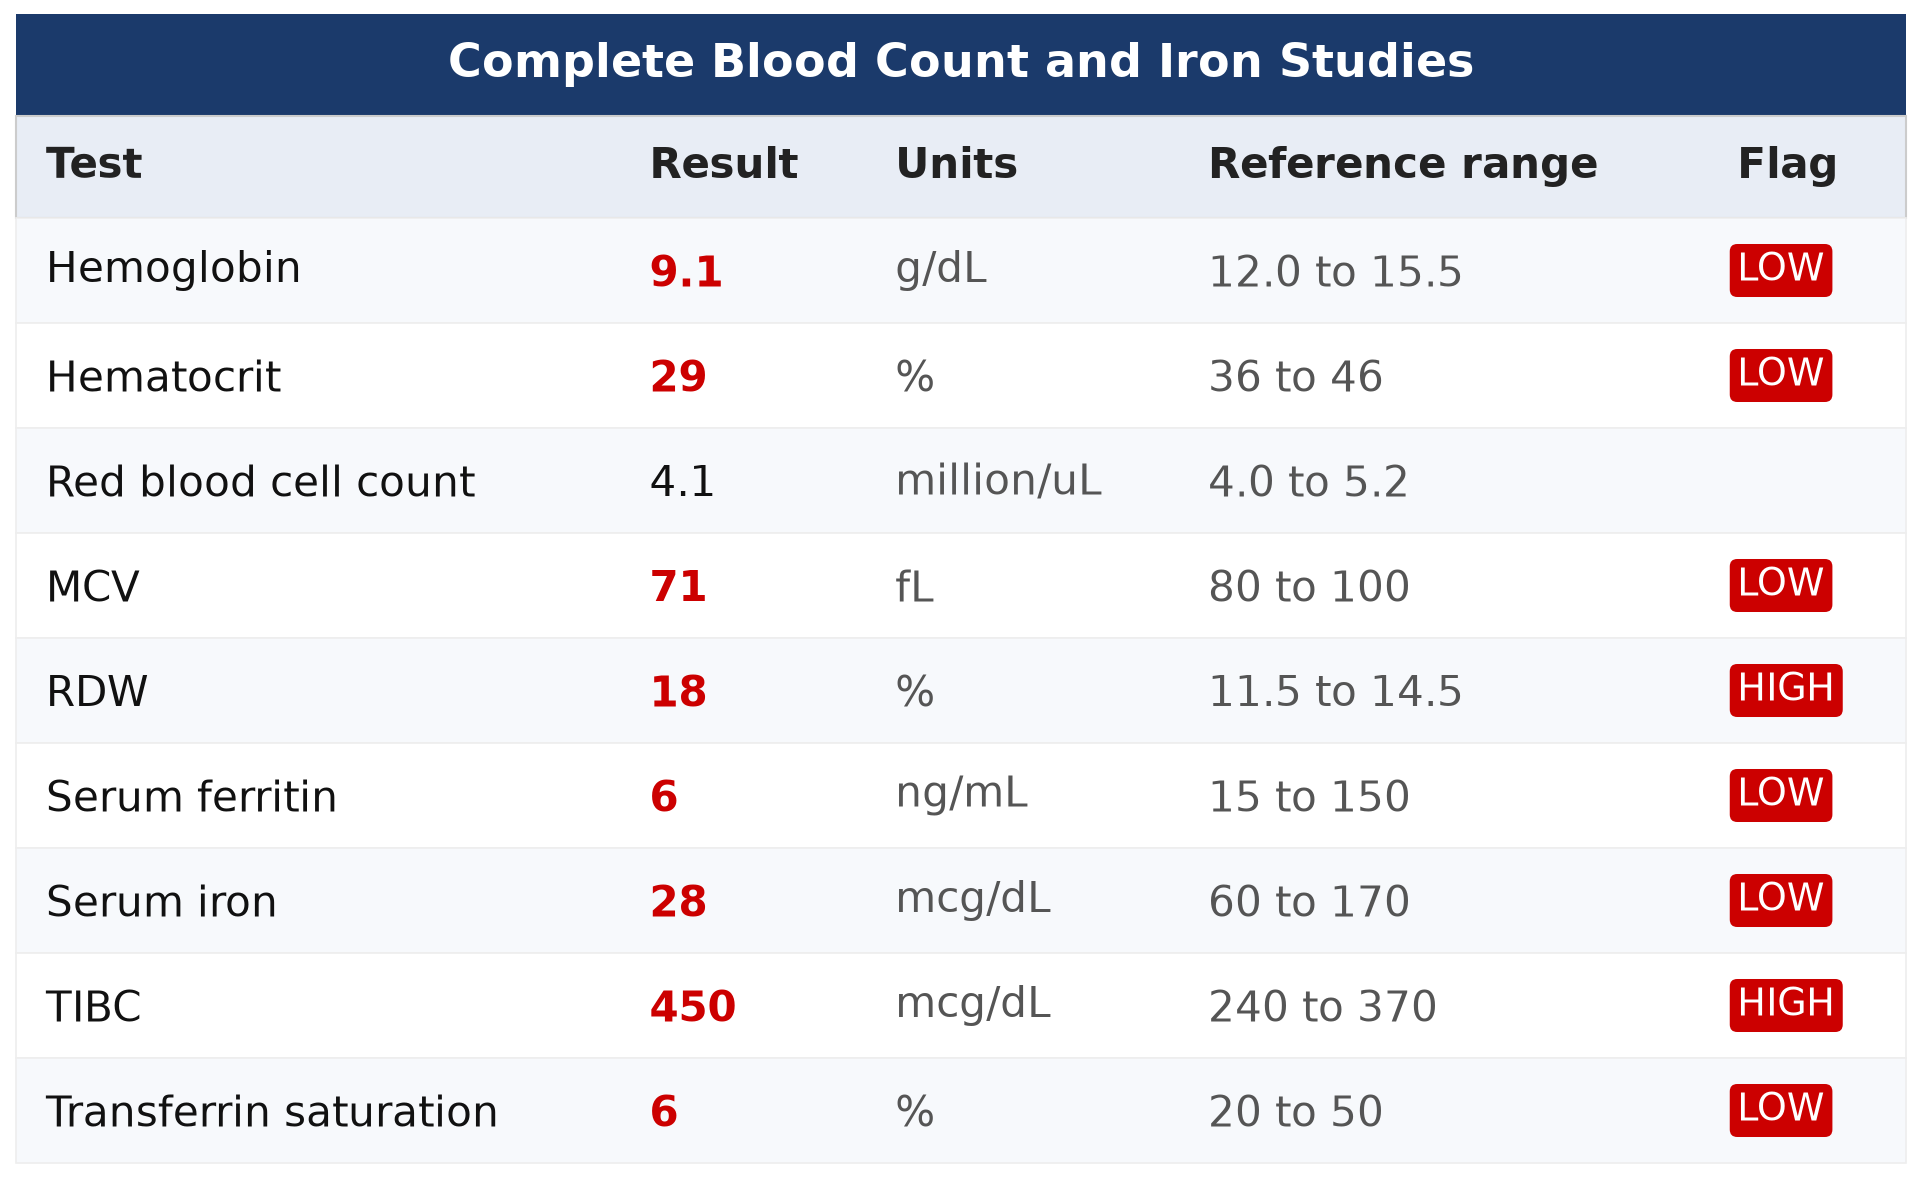 Complete Blood Count and Iron Studies
Test Result Units Reference range Flag
Hemoglobin 9.1 g/dL 12.0 to 15.5 LOW
Hematocrit 29 % 36 to 46 LOW
Red blood cell count 4.1 million/uL 4.0 to 5.2
MCV 71 fL 80 to 100 LOW
RDW 18 % 11.5 to 14.5 HIGH
Serum ferritin 6 ng/mL 15 to 150 LOW
Serum iron 28 mcg/dL 60 to 170 LOW
TIBC 450 mcg/dL 240 to 370 HIGH
Transferrin saturation 6 % 20 to 50 LOW